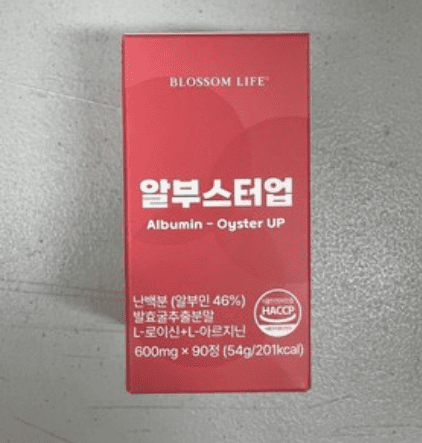 BLOSSOM LIFE
알부스터업
Albumin - Oyster UP
난백분 (알부민 46%)
발효굴추출분말
L-로이신+L-아르지닌
HACCP
600mg × 90정 (54g/201kcal)